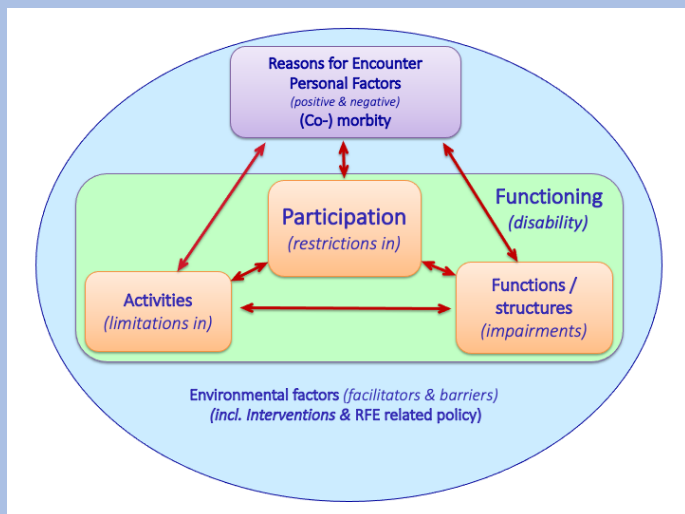 Reasons for Encounter
Personal Factors
(positive & negative)
(Co-) morbity
Functioning
(disability)
Participation
(restrictions in)
Activities
(limitations in)
Functions /
structures
(impairments)
Environmental factors (facilitators & barriers)
(incl. Interventions & RFE related policy)